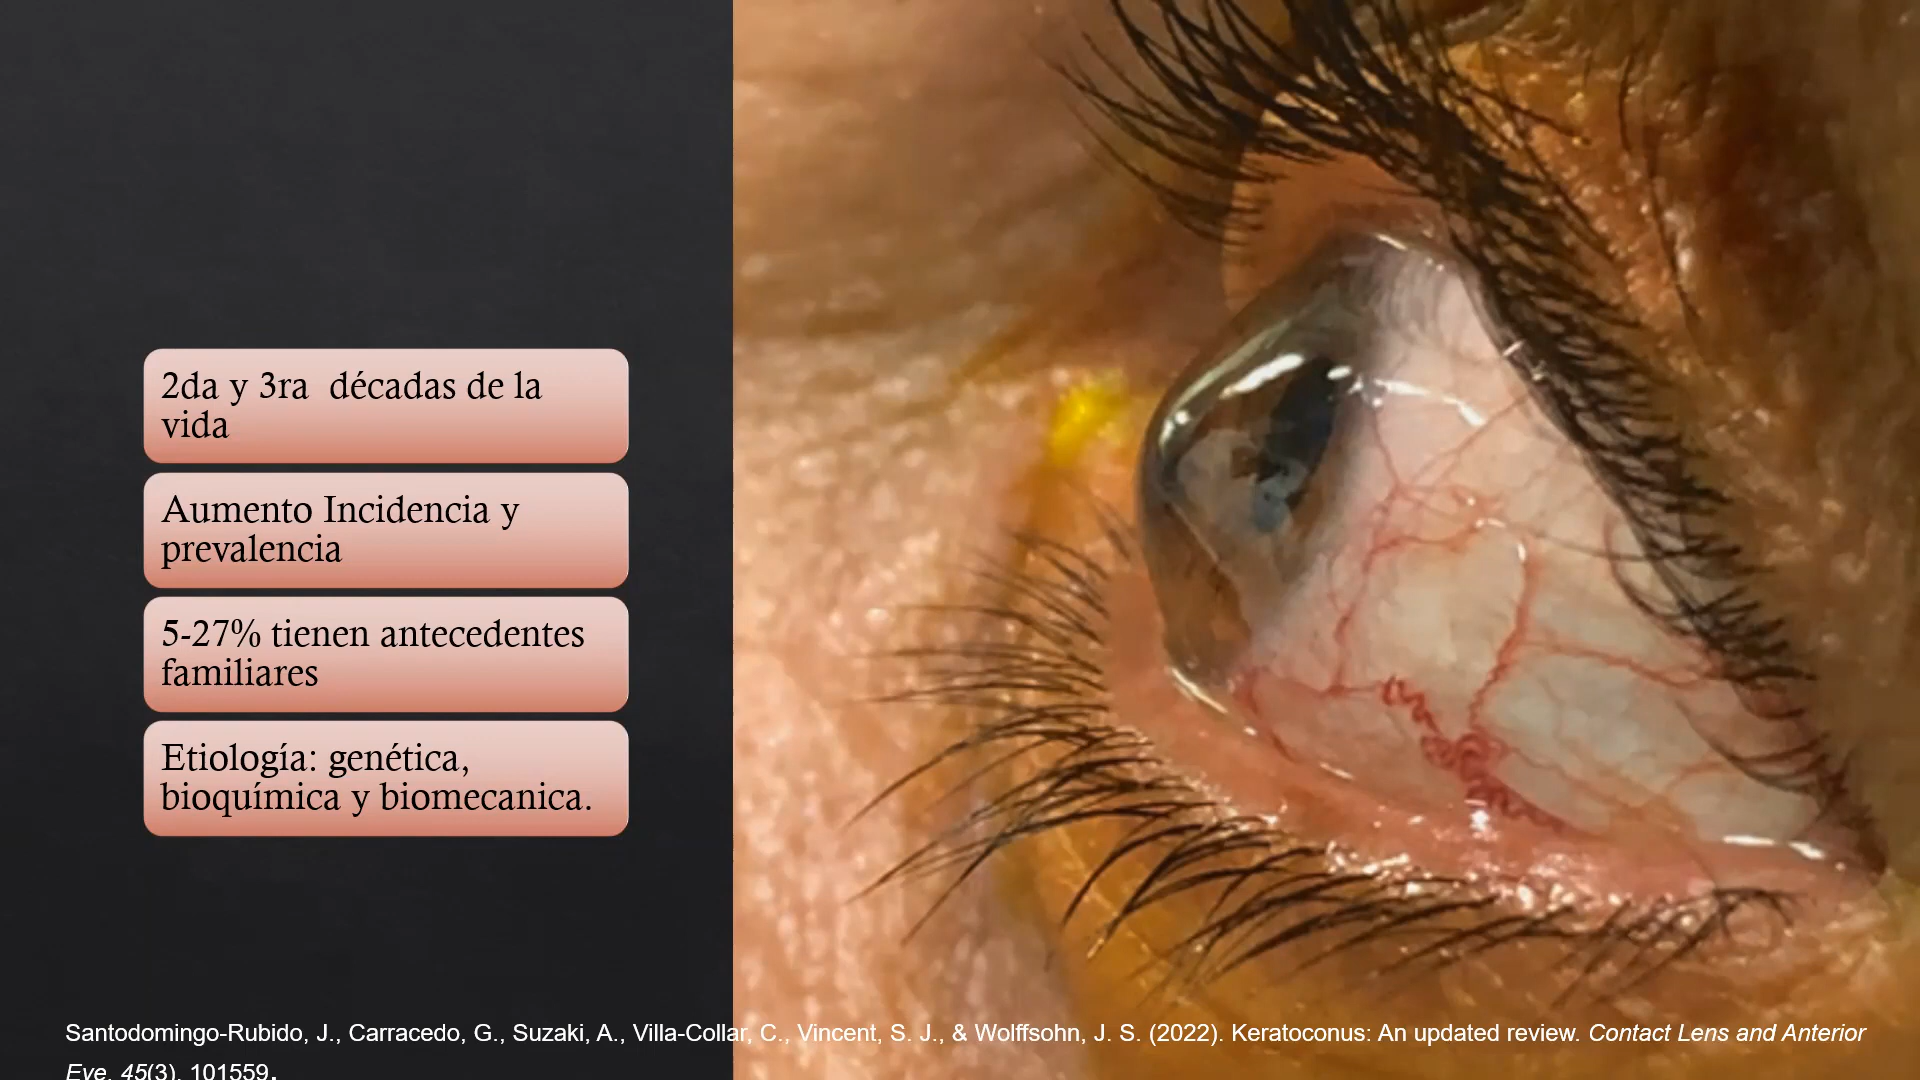 2da y 3ra  décadas de la
vida
Aumento Incidencia y
prevalencia
5-27% tienen antecedentes
familiares
Etiología: genética,
bioquímica y biomecanica.
Santodomingo-Rubido, J., Carracedo, G., Suzaki, A., Villa-Collar, C., Vincent, S. J., & Wolffsohn, J. S. (2022). Keratoconus: An updated review. Contact Lens and Anterior
Eye, 45(3), 101559.